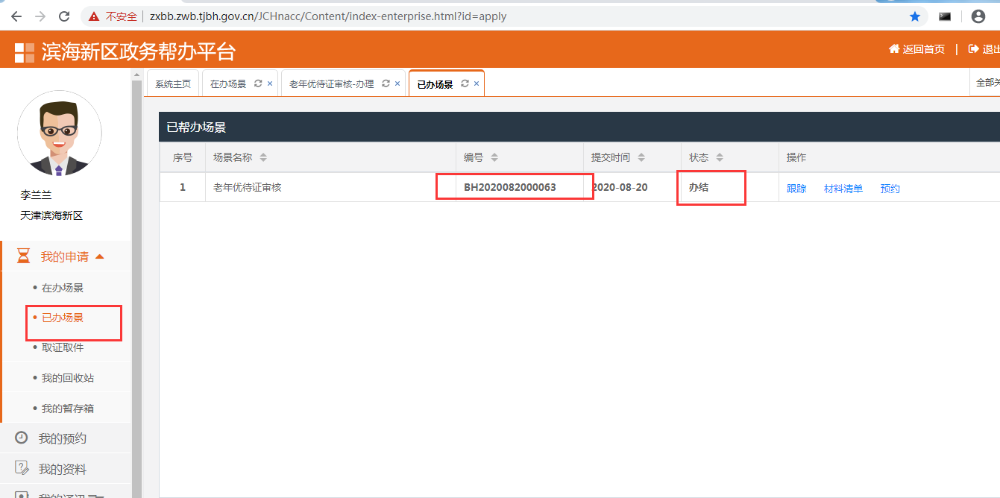 不安全 zxbb.zwb.tjbh.gov.cn/JCHnacc/Content/index-enterprise.html?id=apply
滨海新区政务帮办平台
返回首页 | 退出
系统主页 在办场景 × 老年优待证审核-办理 × 已办场景 ×
李兰兰
天津滨海新区
我的申请
• 在办场景
• 已办场景
• 取证取件
• 我的回收站
• 我的暂存箱
我的预约
我的资料
已帮办场景
序号 场景名称 编号 提交时间 状态 操作
1 老年优待证审核 BH2020082000063 2020-08-20 办结 跟踪 材料清单 预约